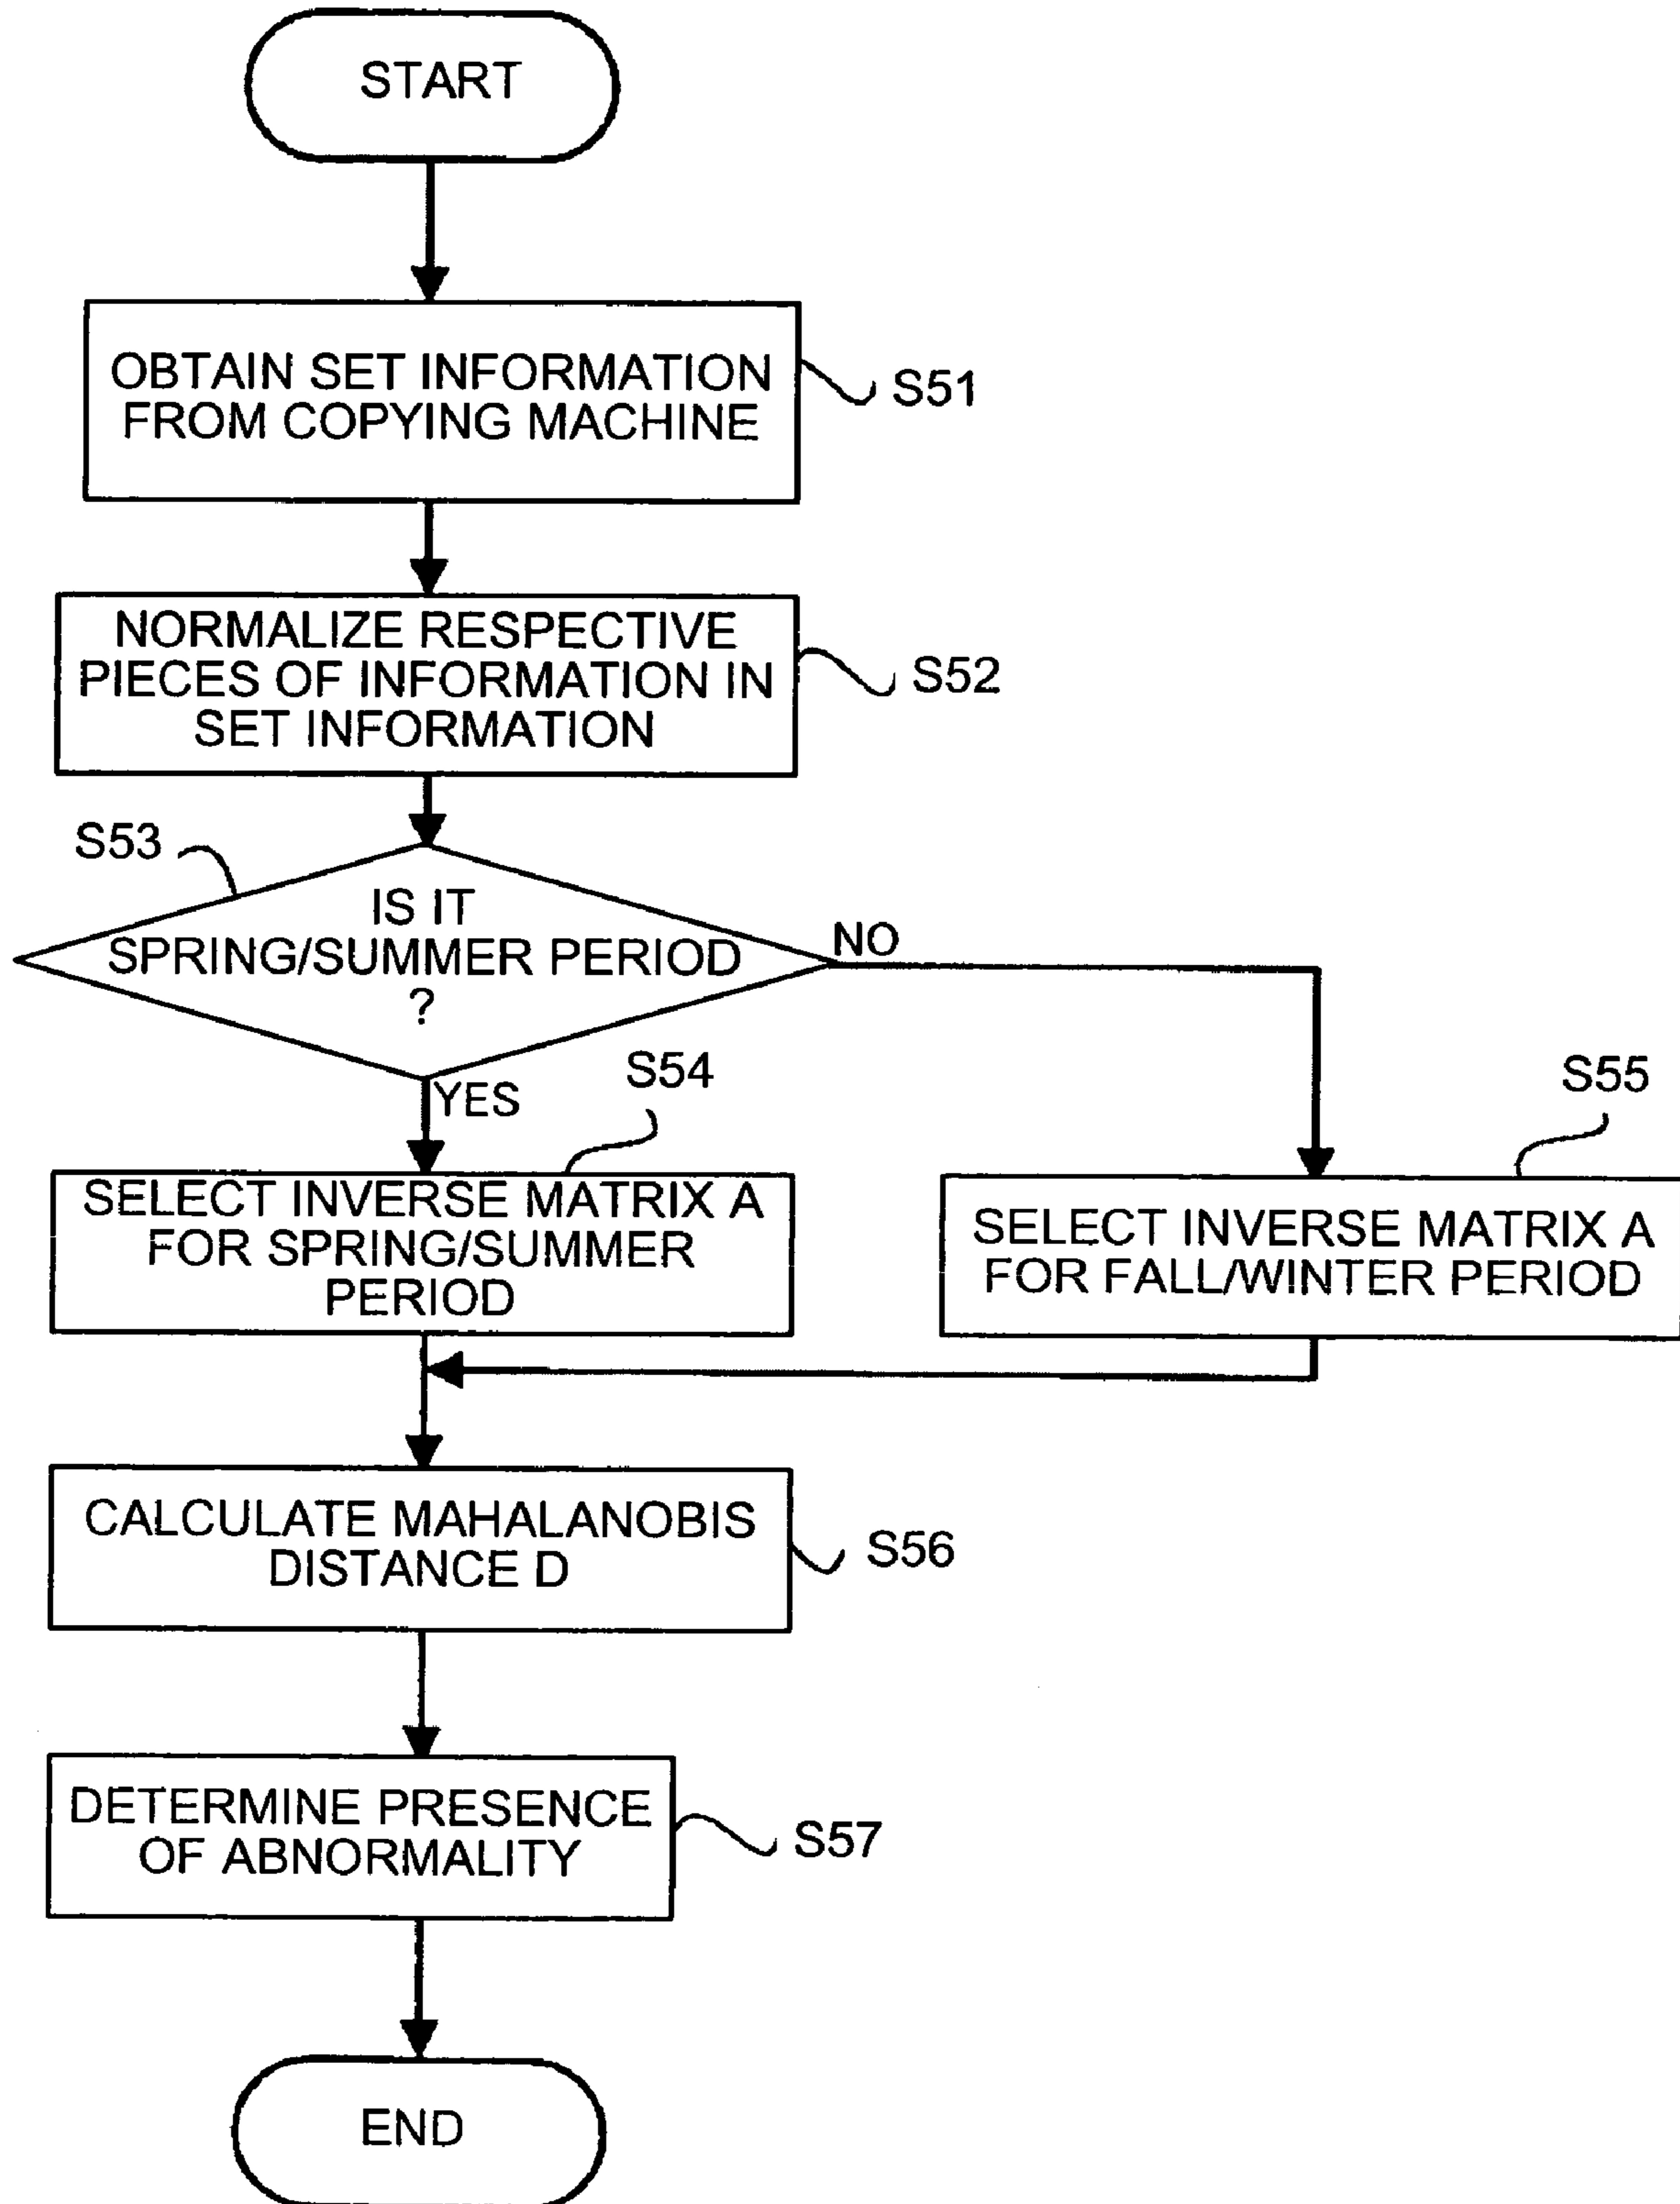 START
OBTAIN SET INFORMATION
FROM COPYING MACHINE
S51
NORMALIZE RESPECTIVE
PIECES OF INFORMATION IN
SET INFORMATION
S52
S53
IS IT
SPRING/SUMMER PERIOD
?
NO
YES
S54
SELECT INVERSE MATRIX A
FOR SPRING/SUMMER
PERIOD
S55
SELECT INVERSE MATRIX A
FOR FALL/WINTER PERIOD
CALCULATE MAHALANOBIS
DISTANCE D
S56
DETERMINE PRESENCE
OF ABNORMALITY
S57
END